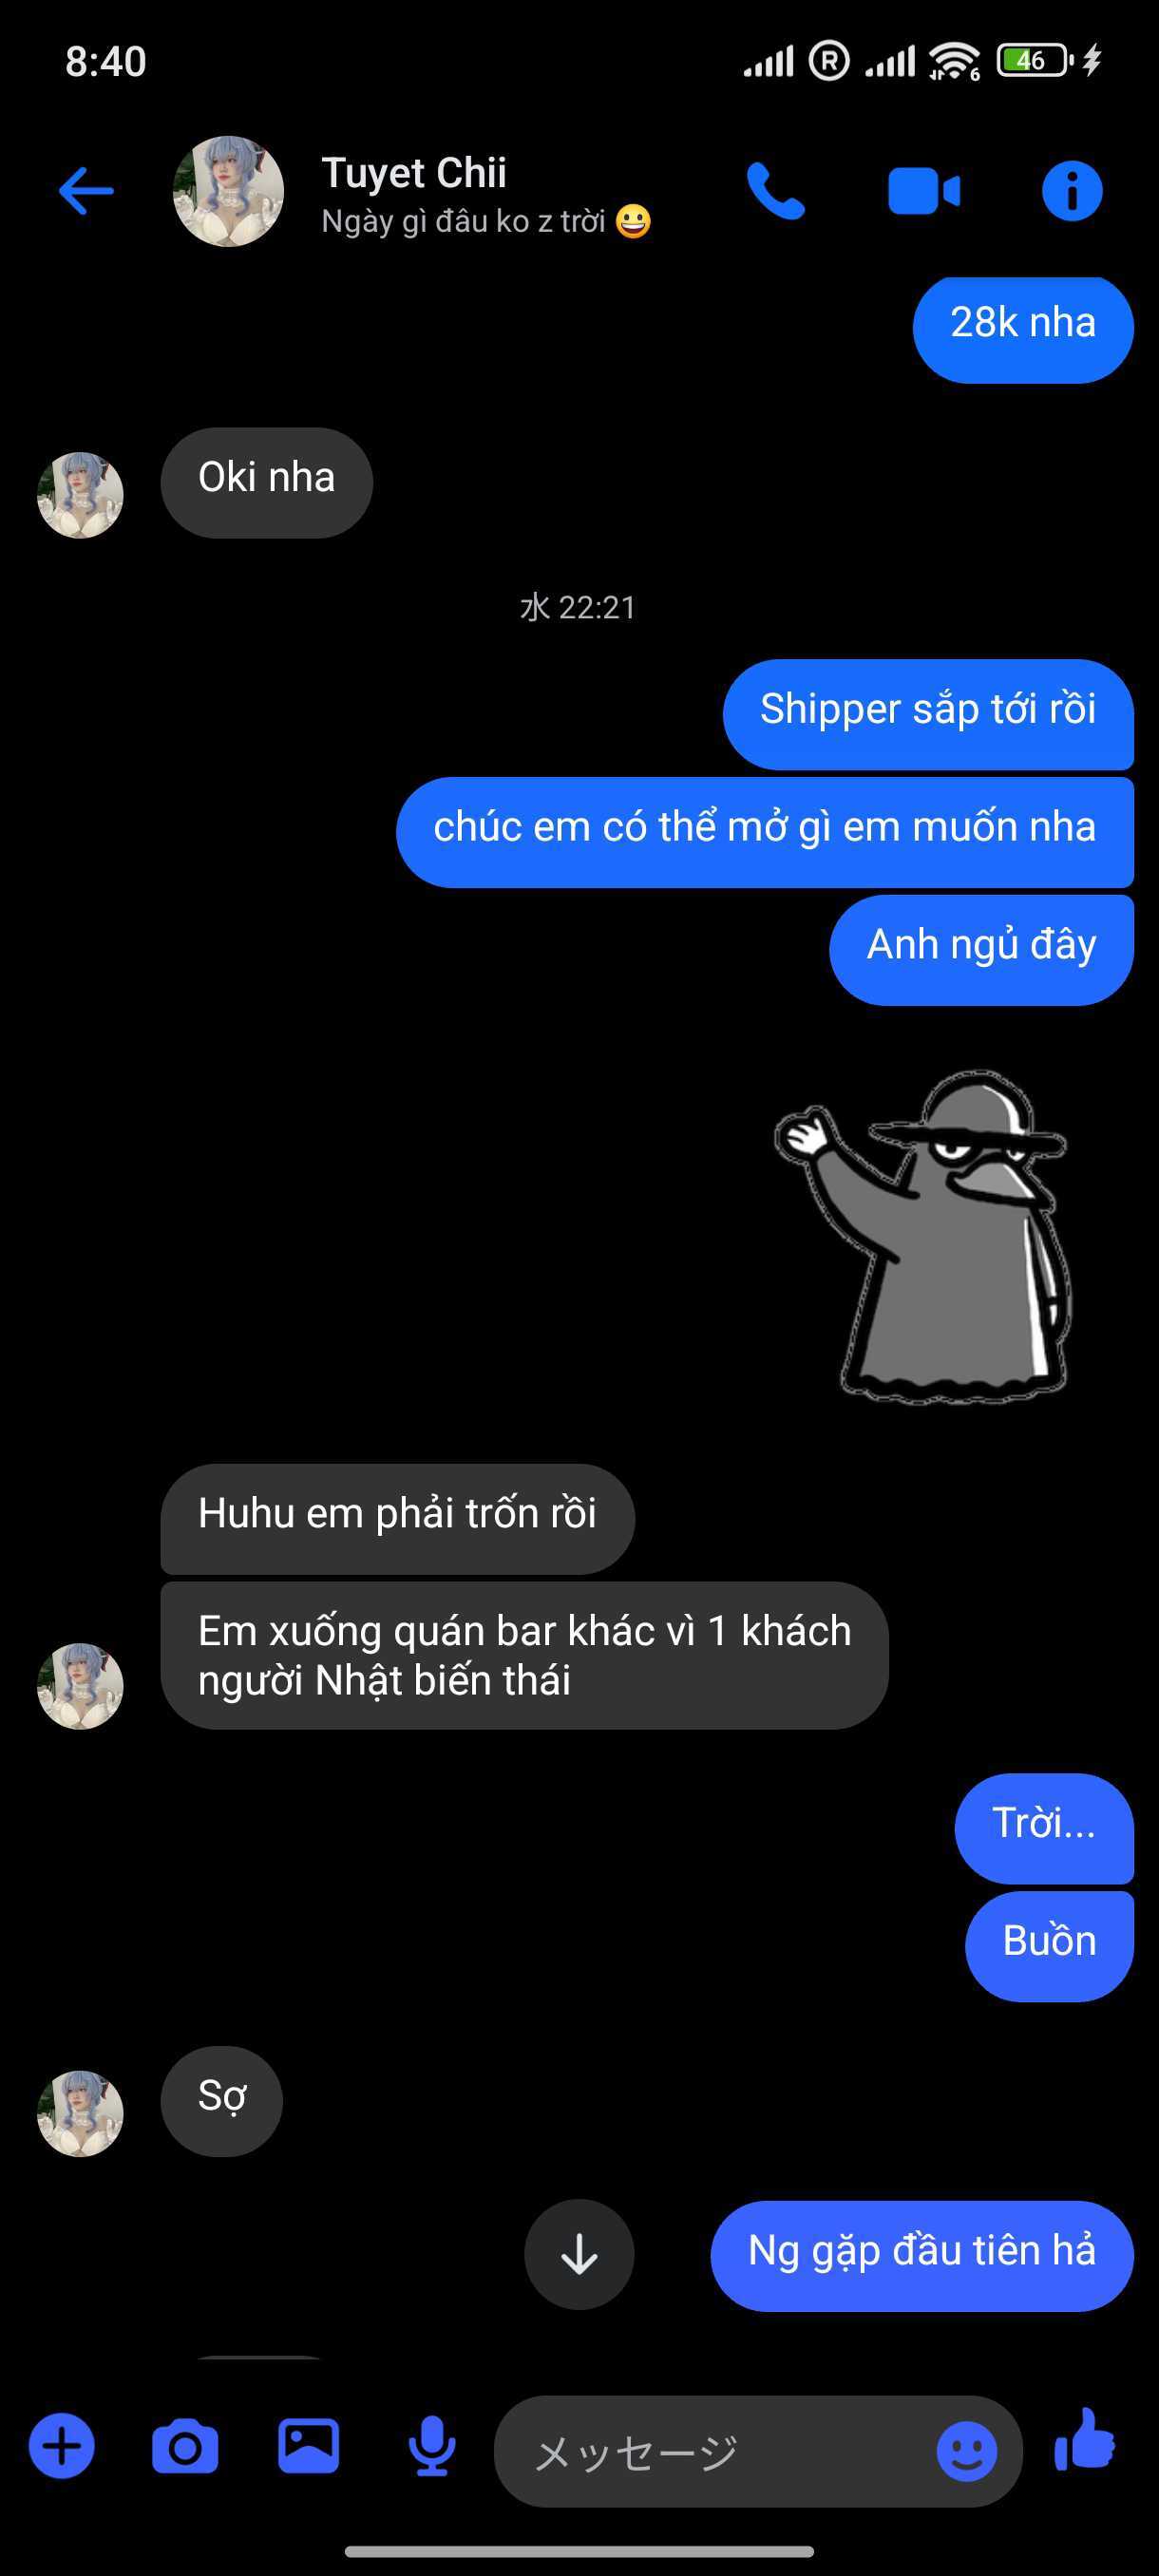 8:40
R
6
46
Tuyet Chii
Ngày gì đâu ko z trời 😀
28k nha
Oki nha
水 22:21
Shipper sắp tới rồi
chúc em có thể mở gì em muốn nha
Anh ngủ đây
Huhu em phải trốn rồi
Em xuống quán bar khác vì 1 khách
người Nhật biến thái
Trời...
Buồn
Sợ
Ng gặp đầu tiên hả
メッセージ